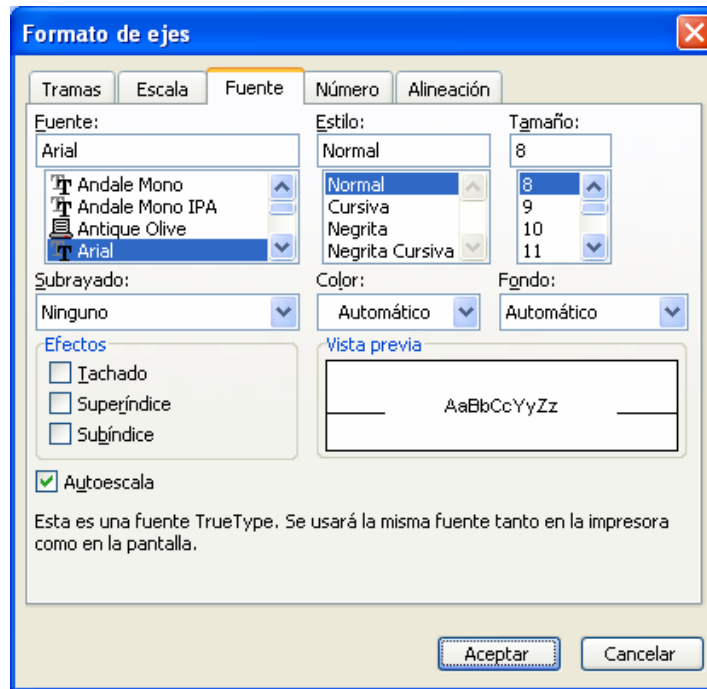 Formato de ejes
Tramas Escala Fuente Número Alineación
Fuente: Estilo: Tamaño:
Arial Normal 8
Andale Mono Normal 8
Andale Mono IPA Cursiva 9
Antique Olive Negrita 10
Arial Negrita Cursiva 11
Subrayado: Color: Fondo:
Ninguno Automático Automático
Efectos Vista previa
Tachado
Superíndice AaBbCcYyZz
Subíndice
Autoescala
Esta es una fuente TrueType. Se usará la misma fuente tanto en la impresora
como en la pantalla.
Aceptar Cancelar